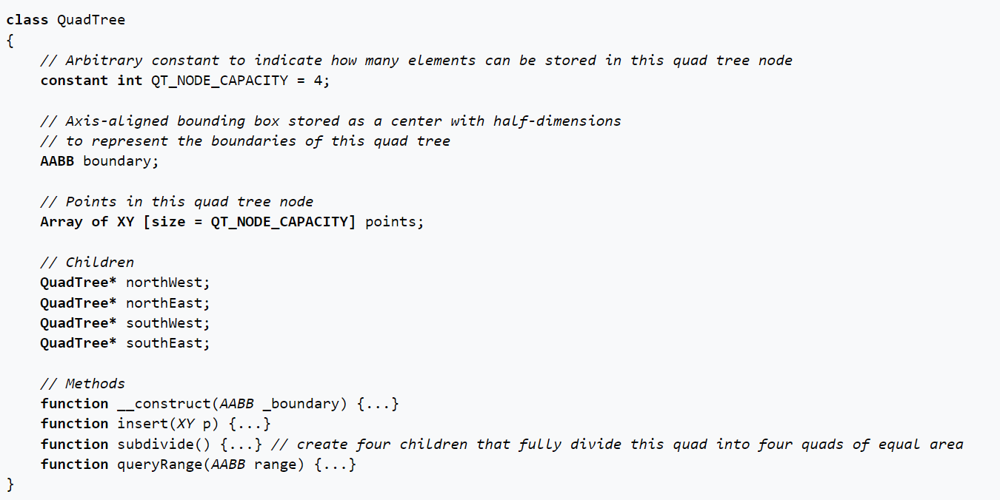 class QuadTree
{
    // Arbitrary constant to indicate how many elements can be stored in this quad tree node
    constant int QT_NODE_CAPACITY = 4;

    // Axis-aligned bounding box stored as a center with half-dimensions
    // to represent the boundaries of this quad tree
    AABB boundary;

    // Points in this quad tree node
    Array of XY [size = QT_NODE_CAPACITY] points;

    // Children
    QuadTree* northWest;
    QuadTree* northEast;
    QuadTree* southWest;
    QuadTree* southEast;

    // Methods
    function __construct(AABB _boundary) {...}
    function insert(XY p) {...}
    function subdivide() {...} // create four children that fully divide this quad into four quads of equal area
    function queryRange(AABB range) {...}
}